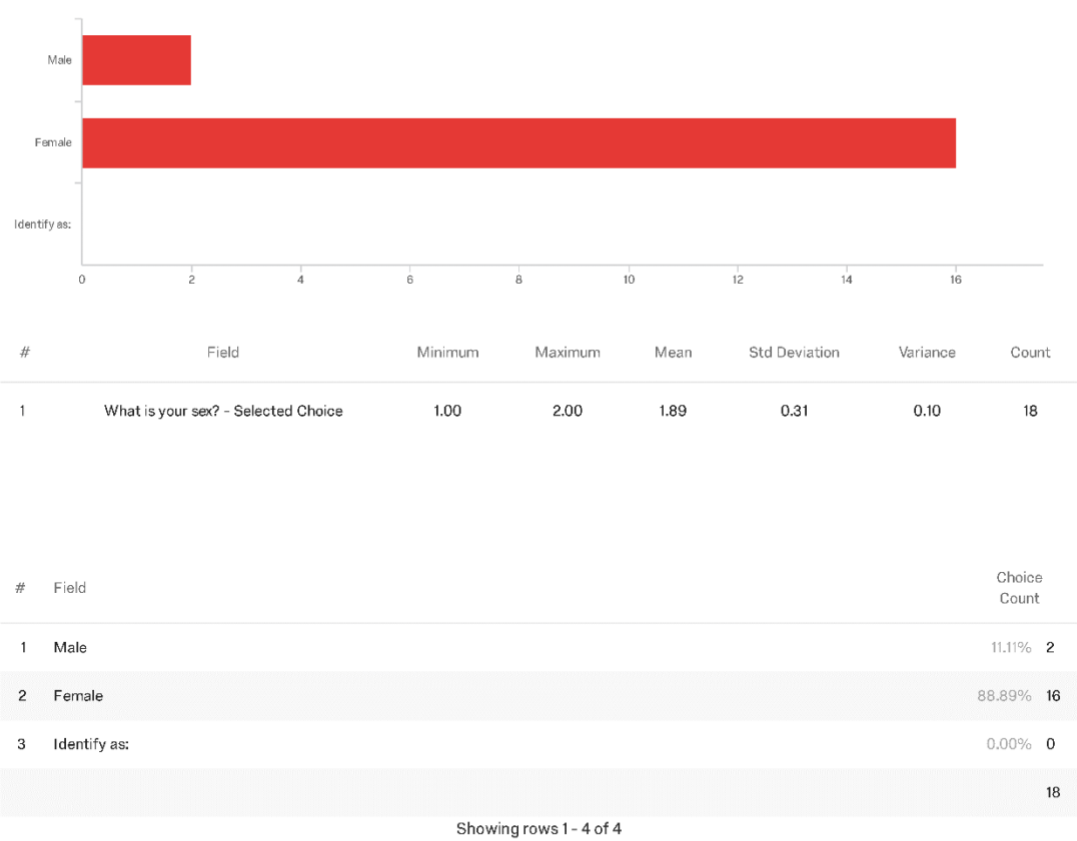 Male
Female
Identify as:
0 2 4 6 8 10 12 14 16
# Field Minimum Maximum Mean Std Deviation Variance Count
1 What is your sex? - Selected Choice 1.00 2.00 1.89 0.31 0.10 18
# Field Choice Count
1 Male 11.11% 2
2 Female 88.89% 16
3 Identify as: 0.00% 0
18
Showing rows 1 - 4 of 4